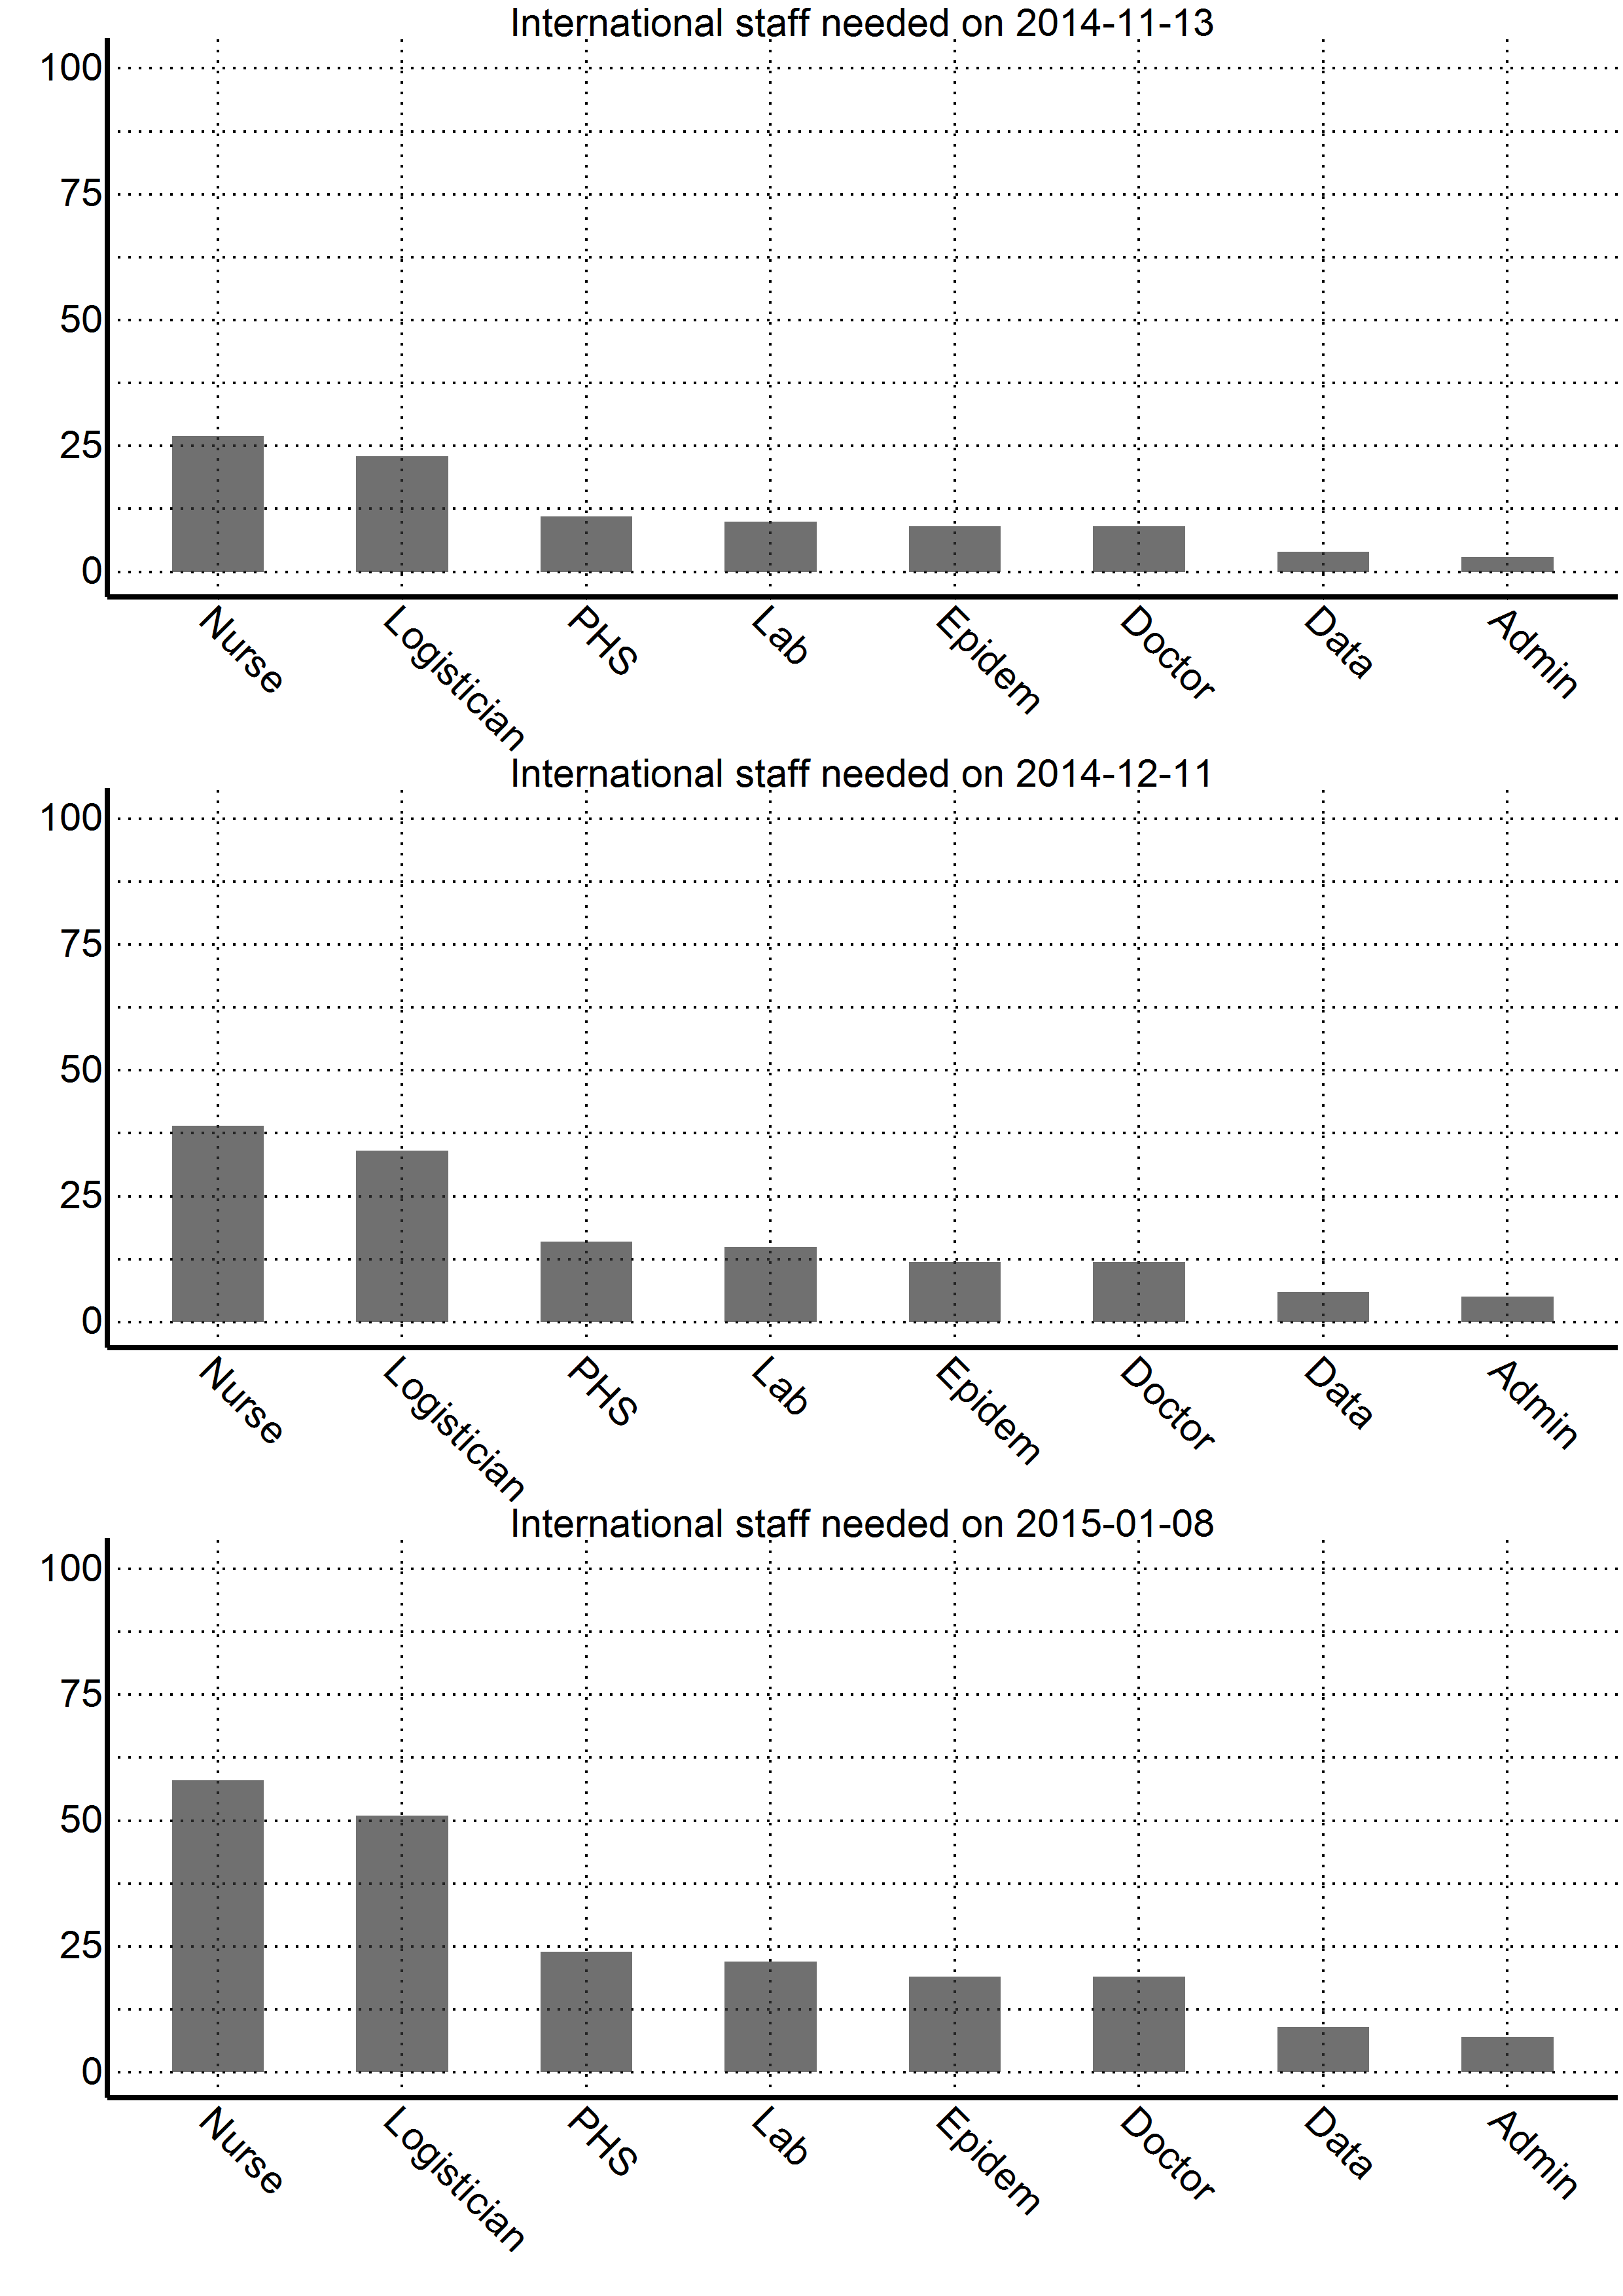 International staff needed on 2014-11-13
100
75
50
25
0
Nurse
Logistician
PHS
Lab
Epidem
Doctor
Data
Admin
International staff needed on 2014-12-11
100
75
50
25
0
Nurse
Logistician
PHS
Lab
Epidem
Doctor
Data
Admin
International staff needed on 2015-01-08
100
75
50
25
0
Nurse
Logistician
PHS
Lab
Epidem
Doctor
Data
Admin